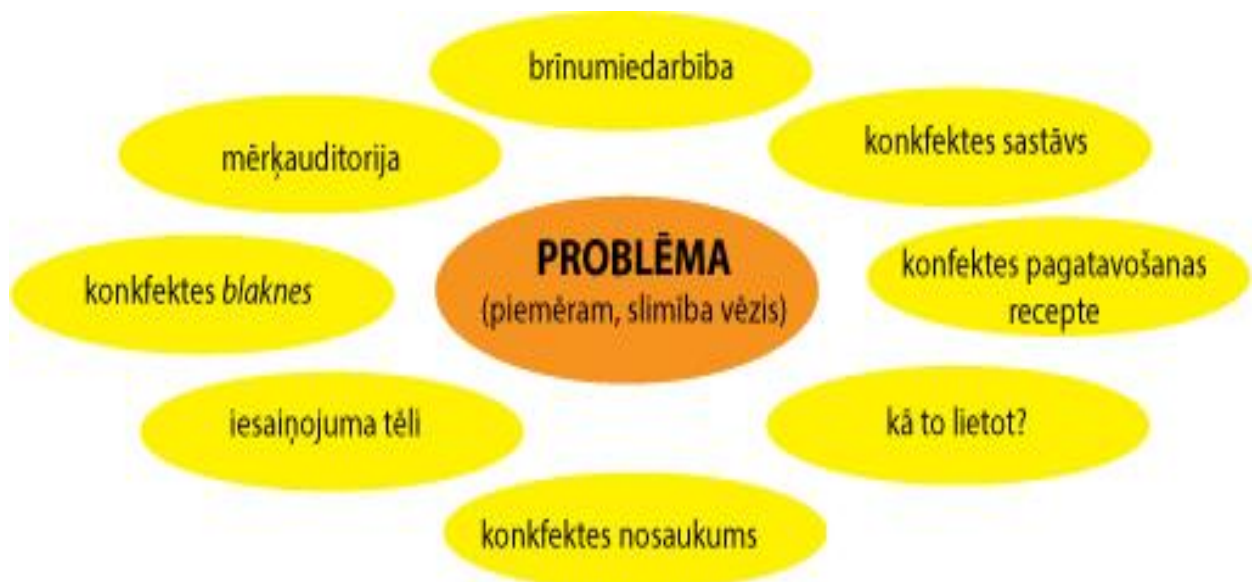 brīnumiedarbība
mērķauditorija
konkfektes sastāvs
PROBLĒMA
(piemēram, slimība vēzis)
konkfektes blaknes
konfektes pagatavošanas
recepte
iesaiņojuma tēli
kā to lietot?
konkfektes nosaukums